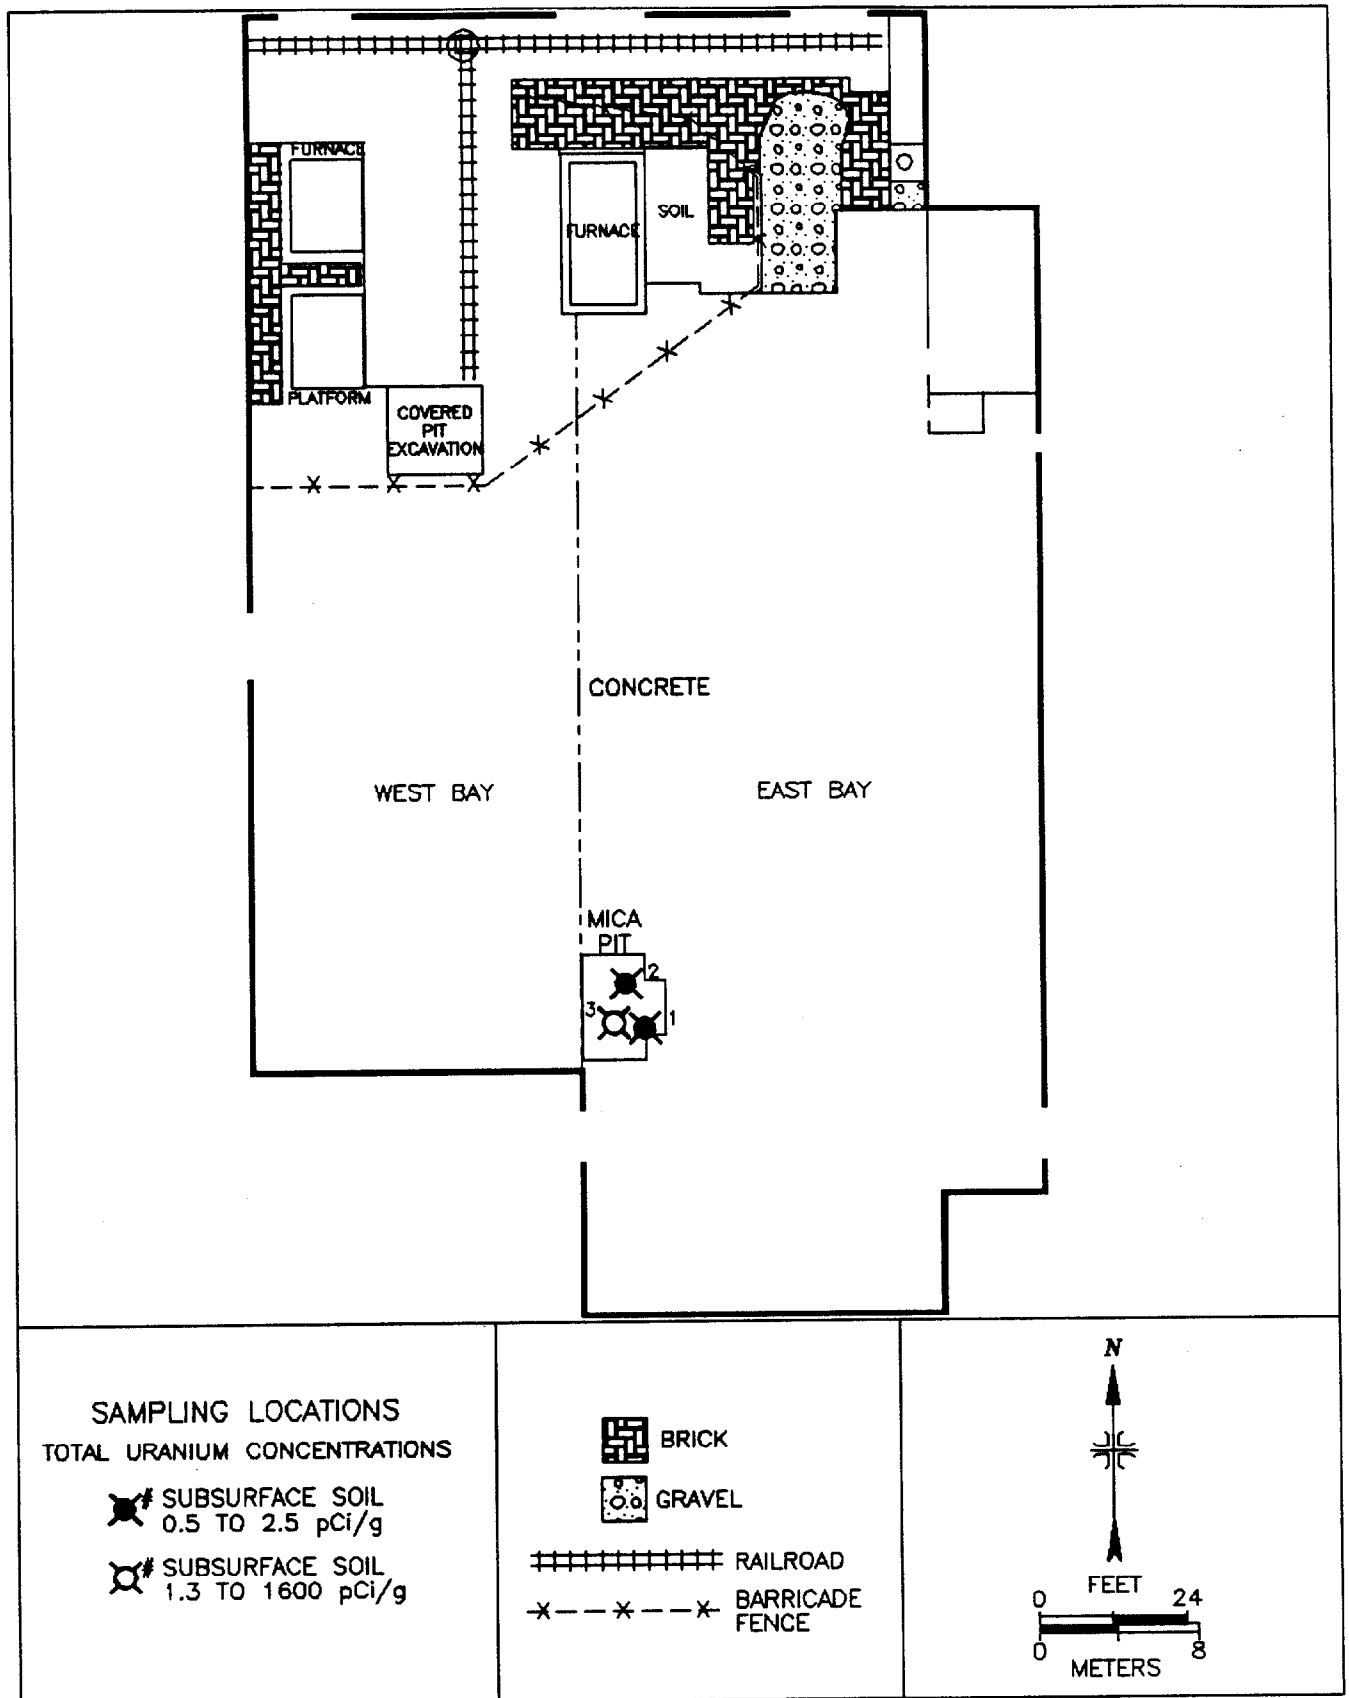 FURNACE
FURNACE
SOIL
PLATFORM
COVERED
PIT
EXCAVATION
CONCRETE
WEST BAY
EAST BAY
MICA
PIT
2
3
1
SAMPLING LOCATIONS
TOTAL URANIUM CONCENTRATIONS
# SUBSURFACE SOIL
0.5 TO 2.5 pCi/g
# SUBSURFACE SOIL
1.3 TO 1600 pCi/g
BRICK
GRAVEL
RAILROAD
BARRICADE
FENCE
N
FEET
0 24
0 8
METERS